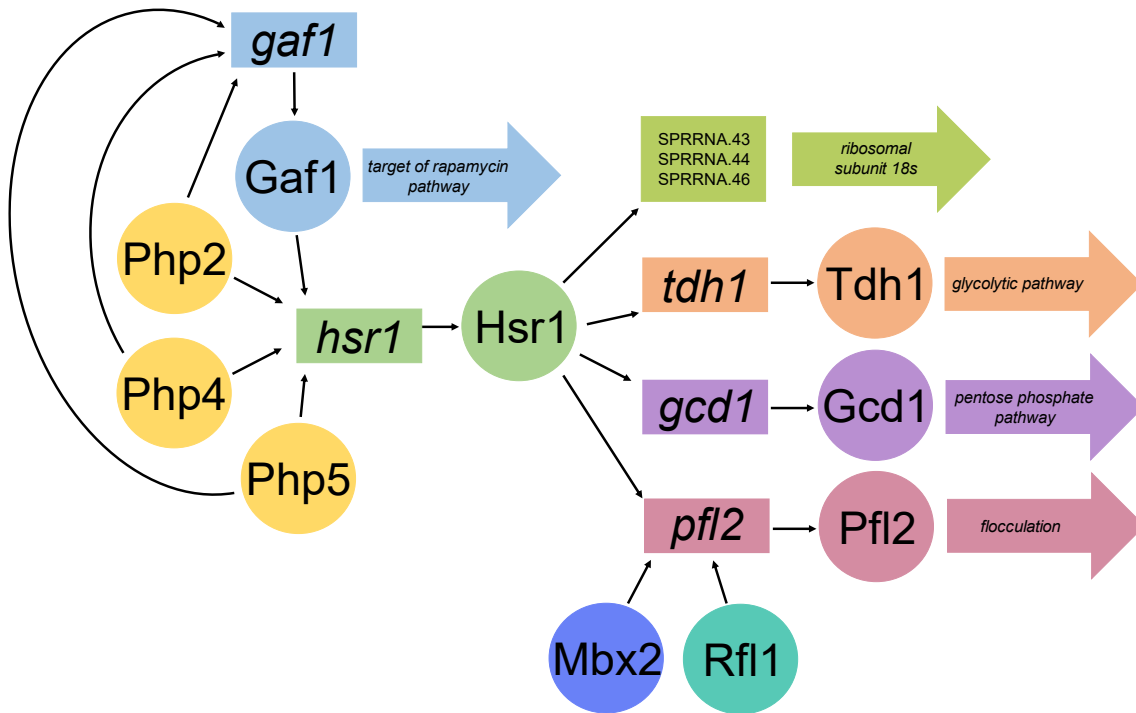 gaf1
Gaf1
target of rapamycin
pathway
SPRRNA.43
SPRRNA.44
SPRRNA.46
ribosomal
subunit 18s
Php2
hsr1
Hsr1
tdh1
Tdh1
glycolytic pathway
Php4
gcd1
Gcd1
pentose phosphate
pathway
Php5
pfl2
Pfl2
flocculation
Mbx2
Rfl1